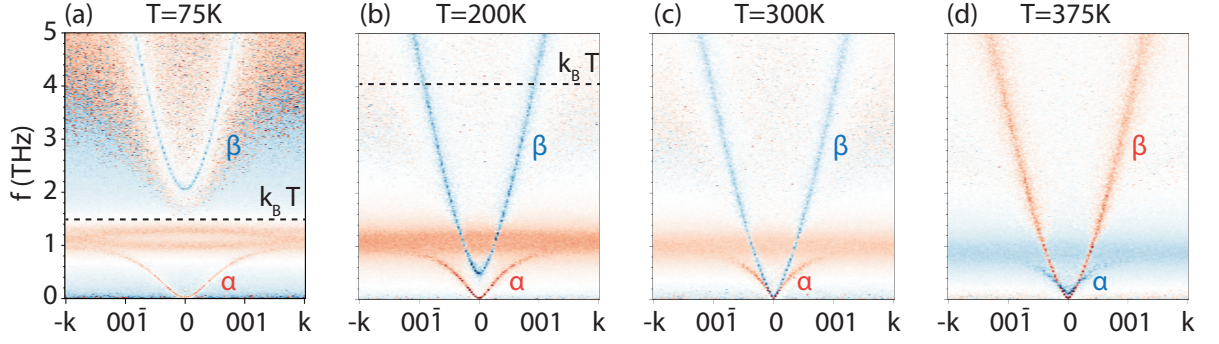 (a) T=75K
(b) T=200K
(c) T=300K
(d) T=375K
f (THz)
5
4
3
2
1
0
β
k_B T
α
-k 001̄ 0 001 k
k_B T
β
α
-k 001̄ 0 001 k
β
α
-k 001̄ 0 001 k
β
α
-k 001̄ 0 001 k